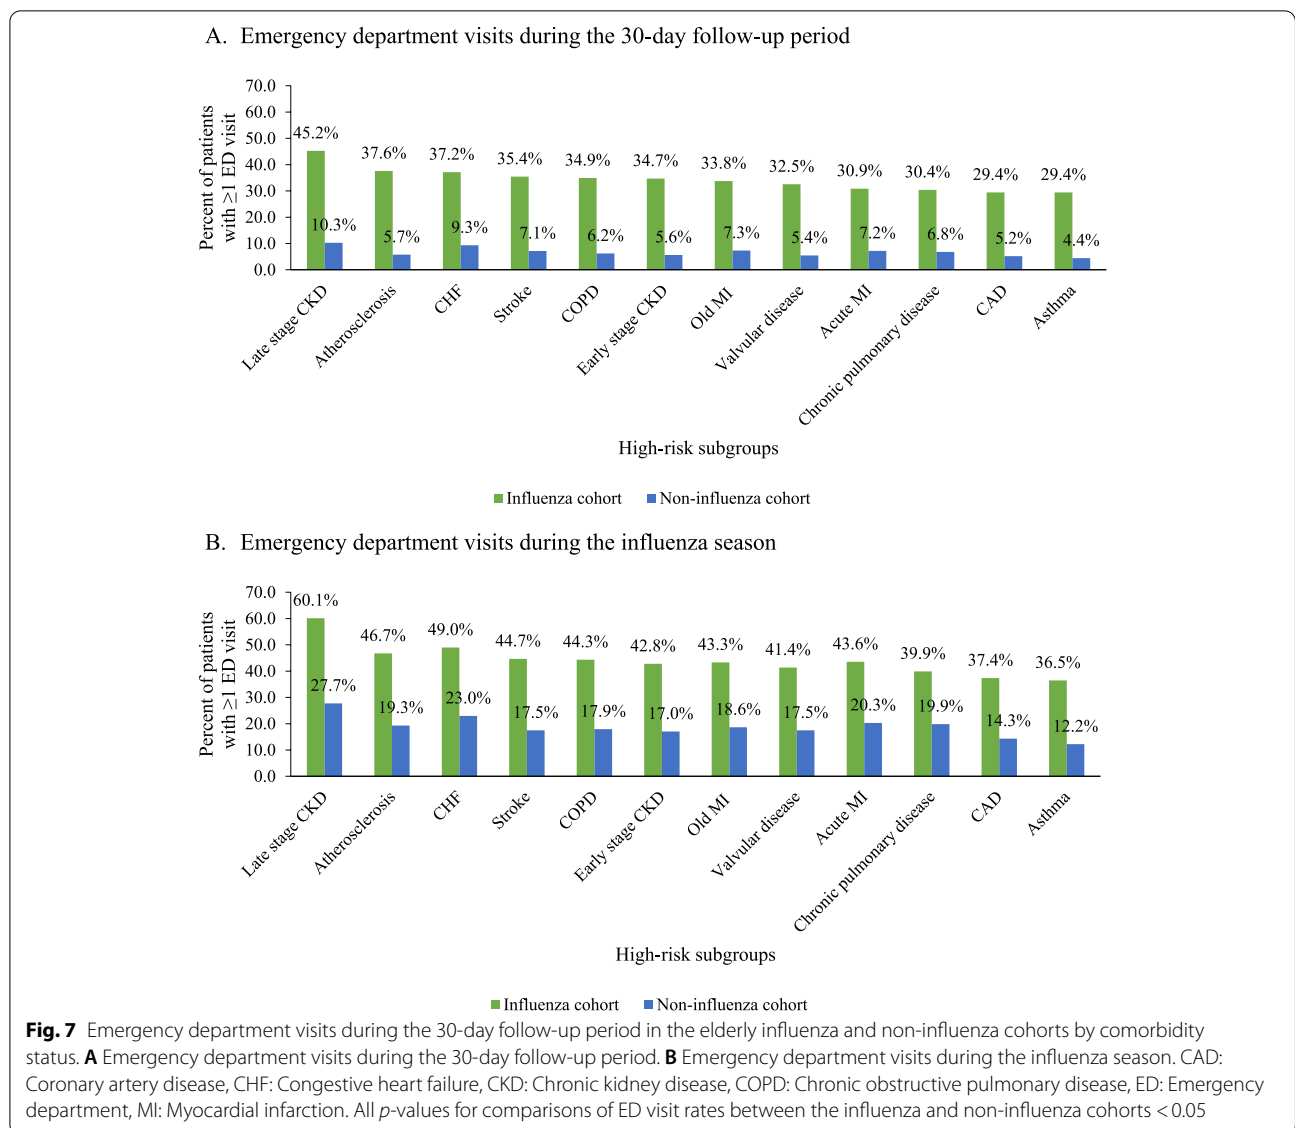 A. Emergency department visits during the 30-day follow-up period
Percent of patients
with ≥1 ED visit
70.0
60.0
50.0
40.0
30.0
20.0
10.0
0.0
45.2%
37.6%
37.2%
35.4%
34.9%
34.7%
33.8%
32.5%
30.9%
30.4%
29.4%
29.4%
10.3%
5.7%
9.3%
7.1%
6.2%
5.6%
7.3%
5.4%
7.2%
6.8%
5.2%
4.4%
Late stage CKD
Atherosclerosis
CHF
Stroke
COPD
Early stage CKD
Old MI
Valvular disease
Acute MI
Chronic pulmonary disease
CAD
Asthma
High-risk subgroups
Influenza cohort
Non-influenza cohort
B. Emergency department visits during the influenza season
Percent of patients
with ≥1 ED visit
70.0
60.0
50.0
40.0
30.0
20.0
10.0
0.0
60.1%
46.7%
49.0%
44.7%
44.3%
42.8%
43.3%
41.4%
43.6%
39.9%
37.4%
36.5%
27.7%
19.3%
23.0%
17.5%
17.9%
17.0%
18.6%
17.5%
20.3%
19.9%
14.3%
12.2%
Late stage CKD
Atherosclerosis
CHF
Stroke
COPD
Early stage CKD
Old MI
Valvular disease
Acute MI
Chronic pulmonary disease
CAD
Asthma
High-risk subgroups
Influenza cohort
Non-influenza cohort
Fig. 7 Emergency department visits during the 30-day follow-up period in the elderly influenza and non-influenza cohorts by comorbidity
status. A Emergency department visits during the 30-day follow-up period. B Emergency department visits during the influenza season. CAD:
Coronary artery disease, CHF: Congestive heart failure, CKD: Chronic kidney disease, COPD: Chronic obstructive pulmonary disease, ED: Emergency
department, MI: Myocardial infarction. All p-values for comparisons of ED visit rates between the influenza and non-influenza cohorts < 0.05